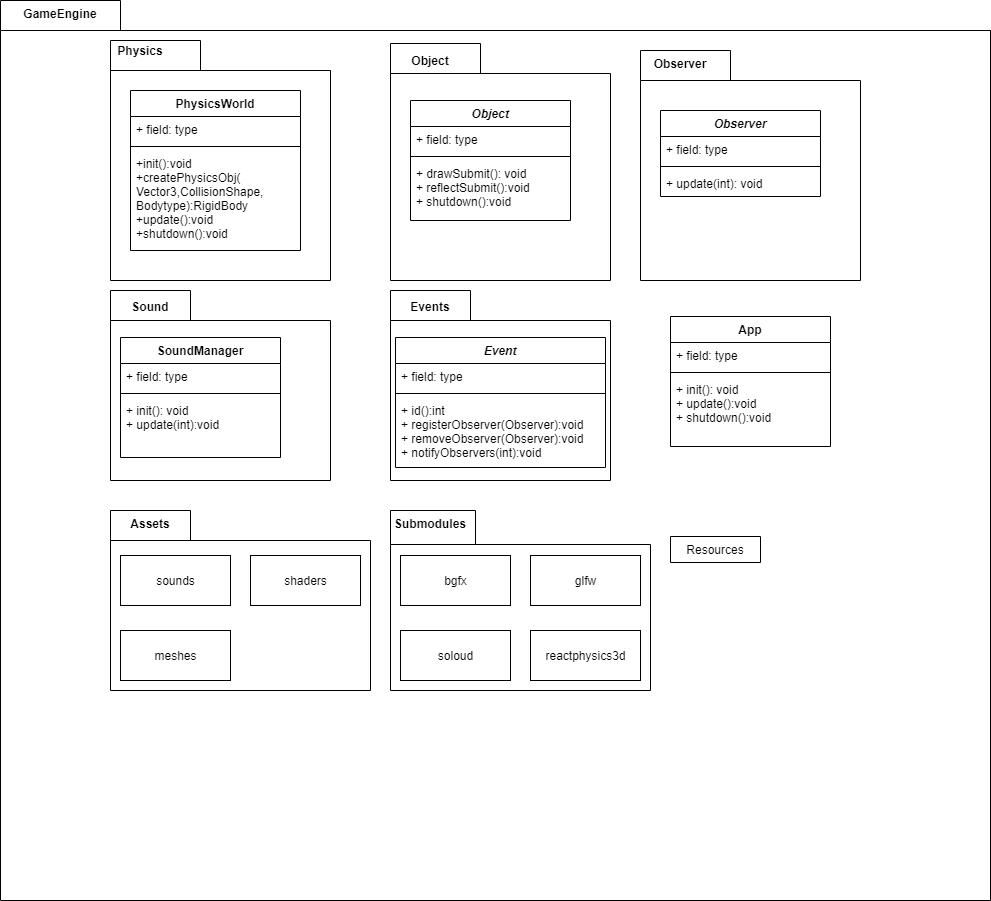 GameEngine
Physics
PhysicsWorld
+ field: type
+init():void
+createPhysicsObj(
Vector3,CollisionShape,
Bodytype):RigidBody
+update():void
+shutdown():void
Object
Object
+ field: type
+ drawSubmit(): void
+ reflectSubmit():void
+ shutdown():void
Observer
Observer
+ field: type
+ update(int): void
Sound
SoundManager
+ field: type
+ init(): void
+ update(int):void
Events
Event
+ field: type
+ id():int
+ registerObserver(Observer):void
+ removeObserver(Observer):void
+ notifyObservers(int):void
App
+ field: type
+ init(): void
+ update():void
+ shutdown():void
Assets
sounds
shaders
meshes
Submodules
bgfx
glfw
soloud
reactphysics3d
Resources